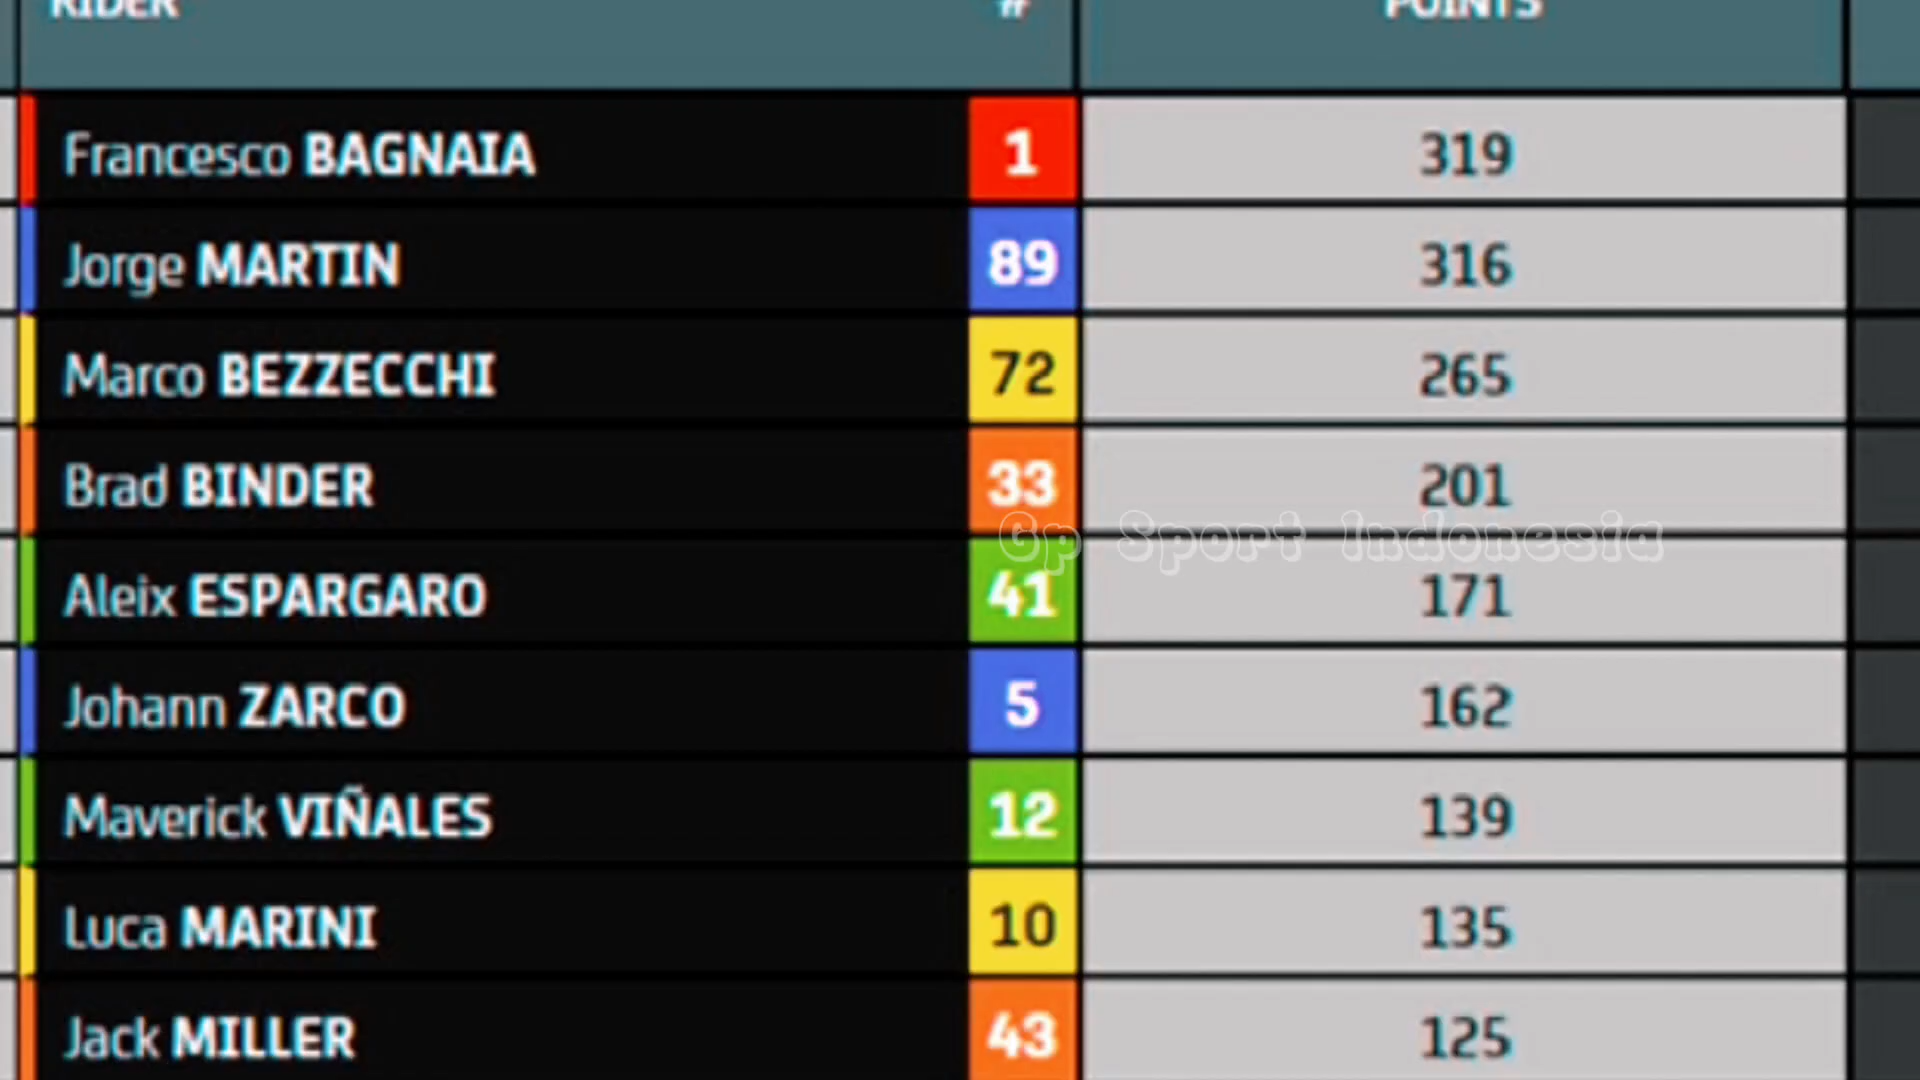 RIDER # POINTS
Francesco BAGNAIA 1 319
Jorge MARTIN 89 316
Marco BEZZECCHI 72 265
Brad BINDER 33 201
Gp Sport Indonesia
Aleix ESPARGARO 41 171
Johann ZARCO 5 162
Maverick VIÑALES 12 139
Luca MARINI 10 135
Jack MILLER 43 125